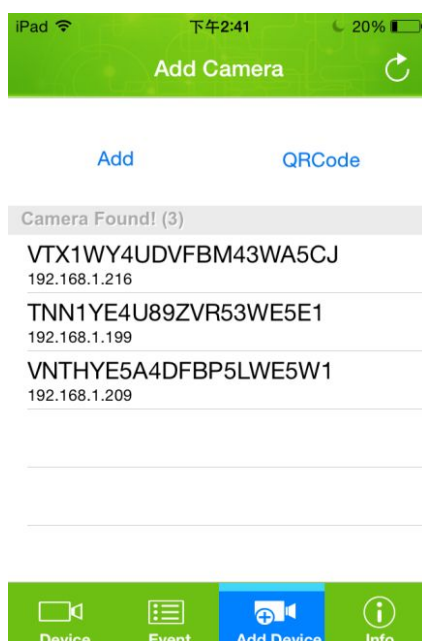 iPad 下午2:41 20%
Add Camera
Add QRCode
Camera Found! (3)
VTX1WY4UDVFBM43WA5CJ
192.168.1.216
TNN1YE4U89ZVR53WE5E1
192.168.1.199
VNTHYE5A4DFBP5LWE5W1
192.168.1.209
Device Event Add Device Info